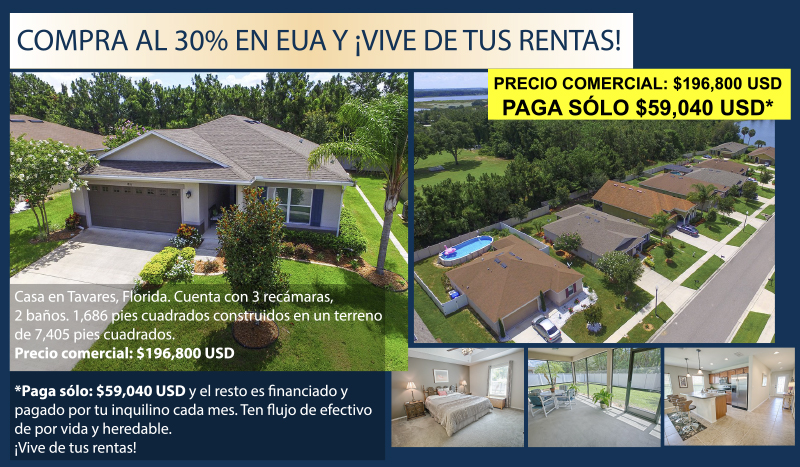 COMPRA AL 30% EN EUA Y ¡VIVE DE TUS RENTAS!
PRECIO COMERCIAL: $196,800 USD
PAGA SÓLO $59,040 USD*
Casa en Tavares, Florida. Cuenta con 3 recámaras,
2 baños. 1,686 pies cuadrados construidos en un terreno
de 7,405 pies cuadrados.
Precio comercial: $196,800 USD
*Paga sólo: $59,040 USD y el resto es financiado y
pagado por tu inquilino cada mes. Ten flujo de efectivo
de por vida y heredable.
¡Vive de tus rentas!